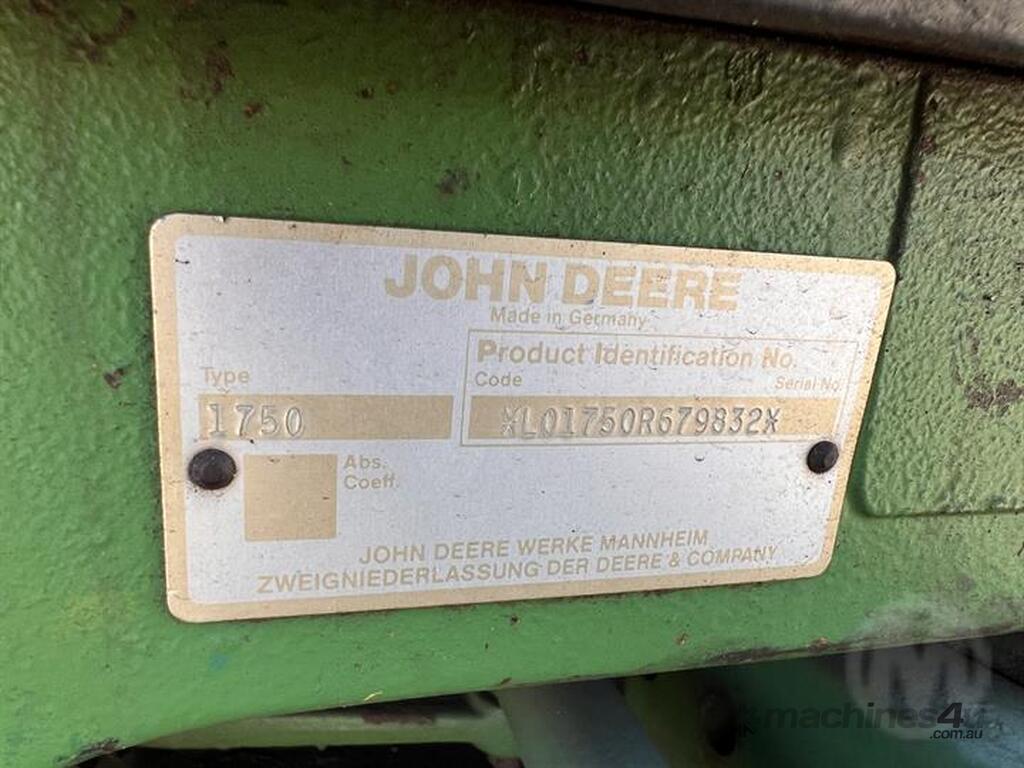 JOHN DEERE
Made in Germany
Product Identification No.
Code Serial No
Type
1750
*L01750R679832*
Abs.
Coeff.
JOHN DEERE WERKE MANNHEIM
ZWEIGNIEDERLASSUNG DER DEERE & COMPANY
machines4u
.com.au